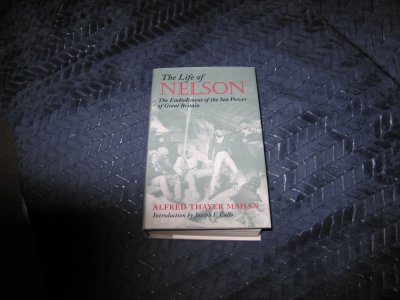 The Life of
NELSON
The Embodiment of the Sea Power
of Great Britain
ALFRED THAYER MAHAN
Introduction by Joseph F. Callo